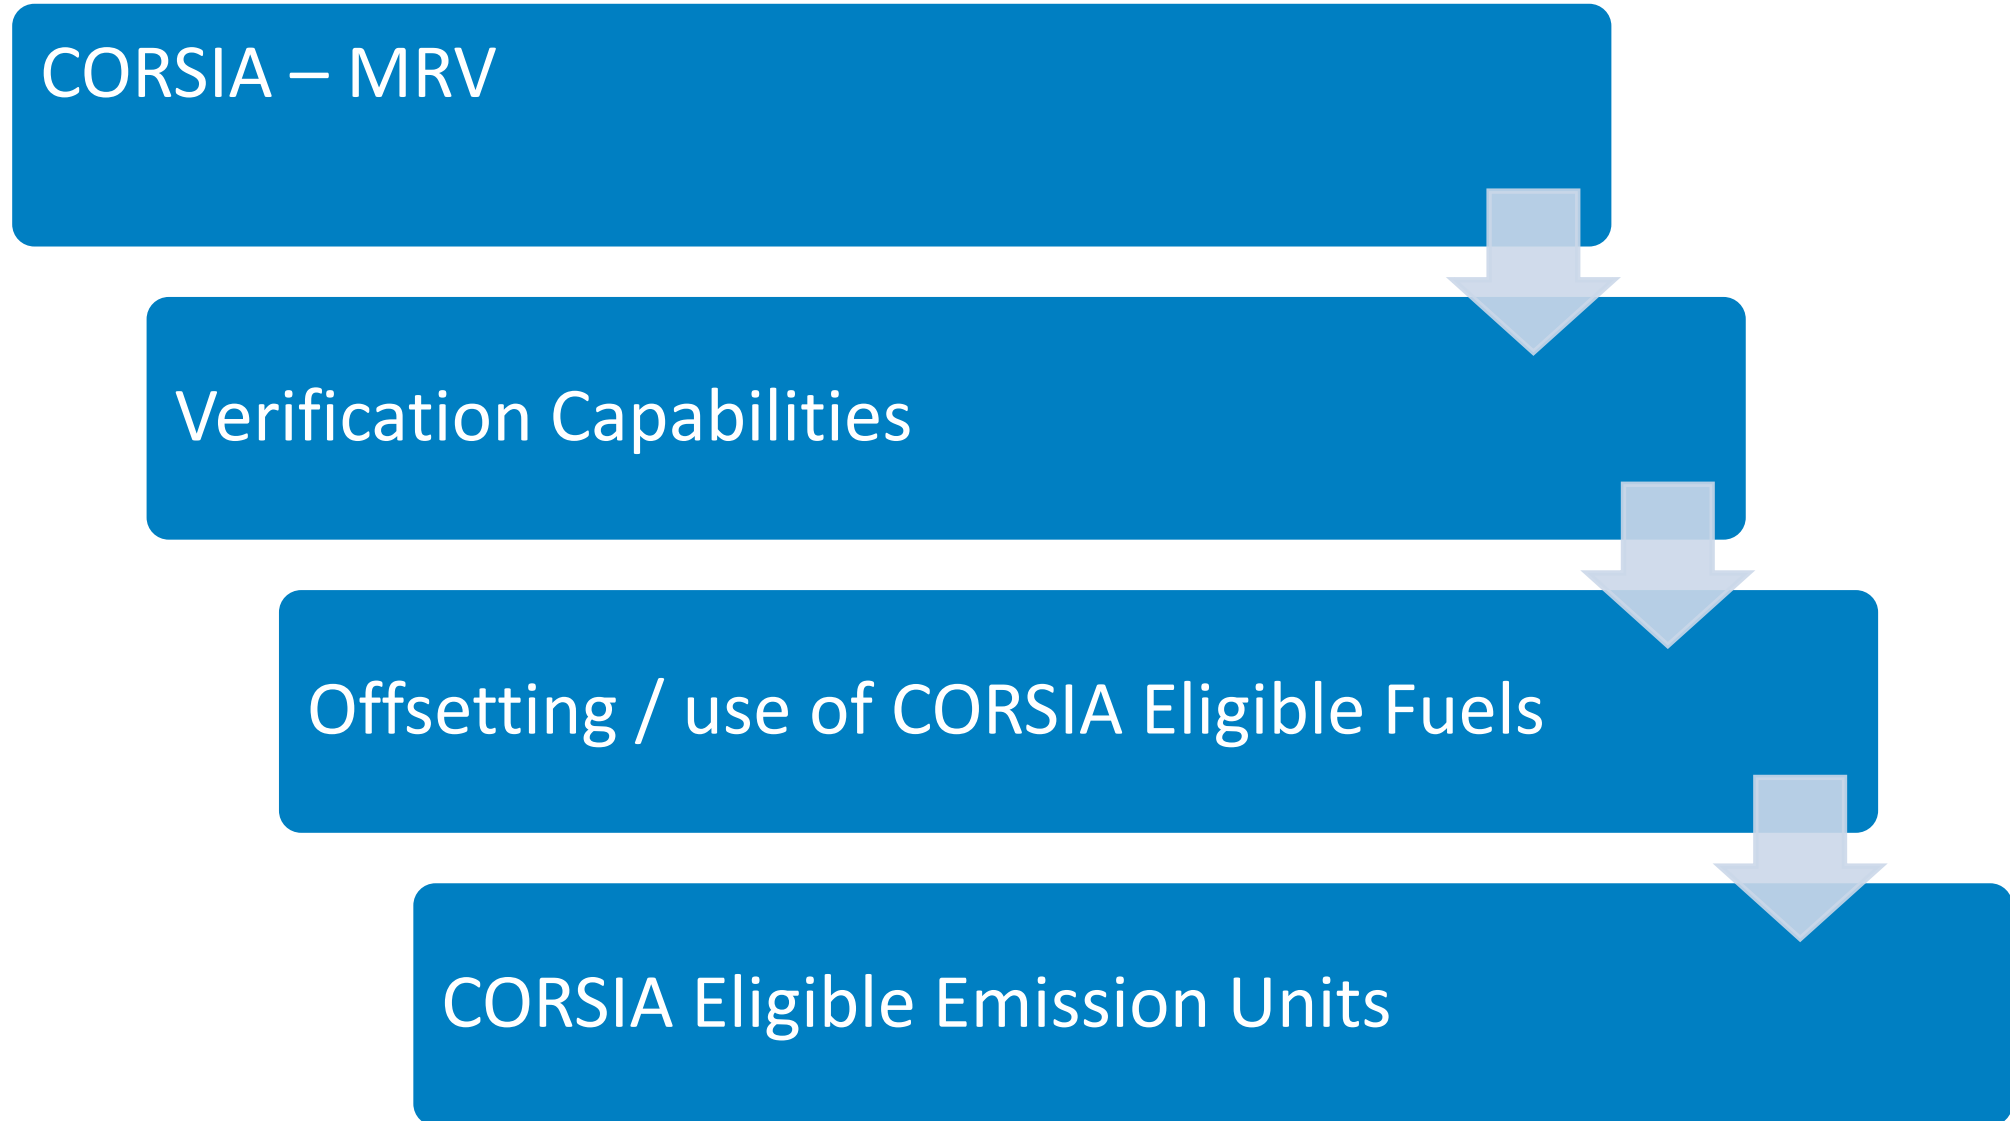 CORSIA – MRV
Verification Capabilities
Offsetting / use of CORSIA Eligible Fuels
CORSIA Eligible Emission Units